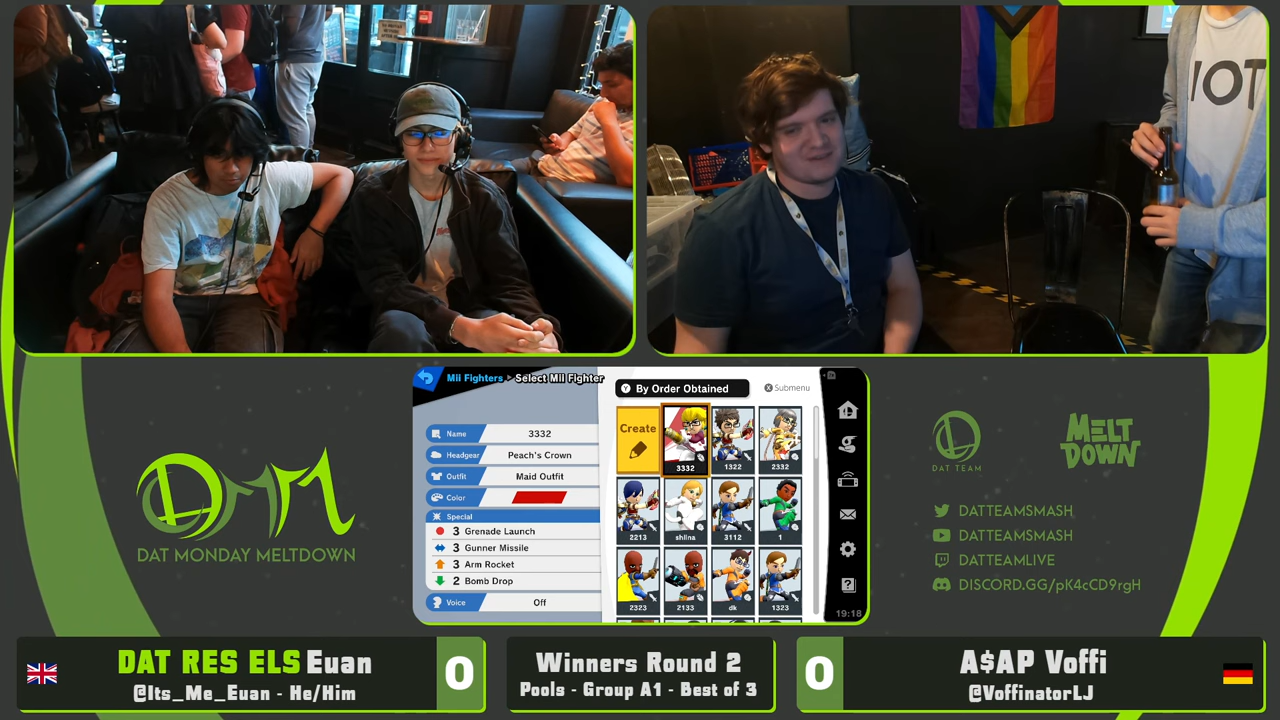 IOT
Mii Fighters ▸ Select Mii Fighter
By Order Obtained
Submenu
Name 3332
Headgear Peach's Crown
Outfit Maid Outfit
Color
Special
3 Grenade Launch
3 Gunner Missile
3 Arm Rocket
2 Bomb Drop
Voice Off
Create
3332
1322
2332
2213
shlina
3112
1
2323
2133
dk
1323
19:18
DMM
DAT MONDAY MELTDOWN
DAT TEAM
MELT
DOWN
DATTEAMSMASH
DATTEAMSMASH
DATTEAMLIVE
DISCORD.GG/pK4cCD9rgH
DAT RES ELS Euan
@Its_Me_Euan - He/Him
0
Winners Round 2
Pools - Group A1 - Best of 3
0
A$AP Voffi
@VoffinatorLJ